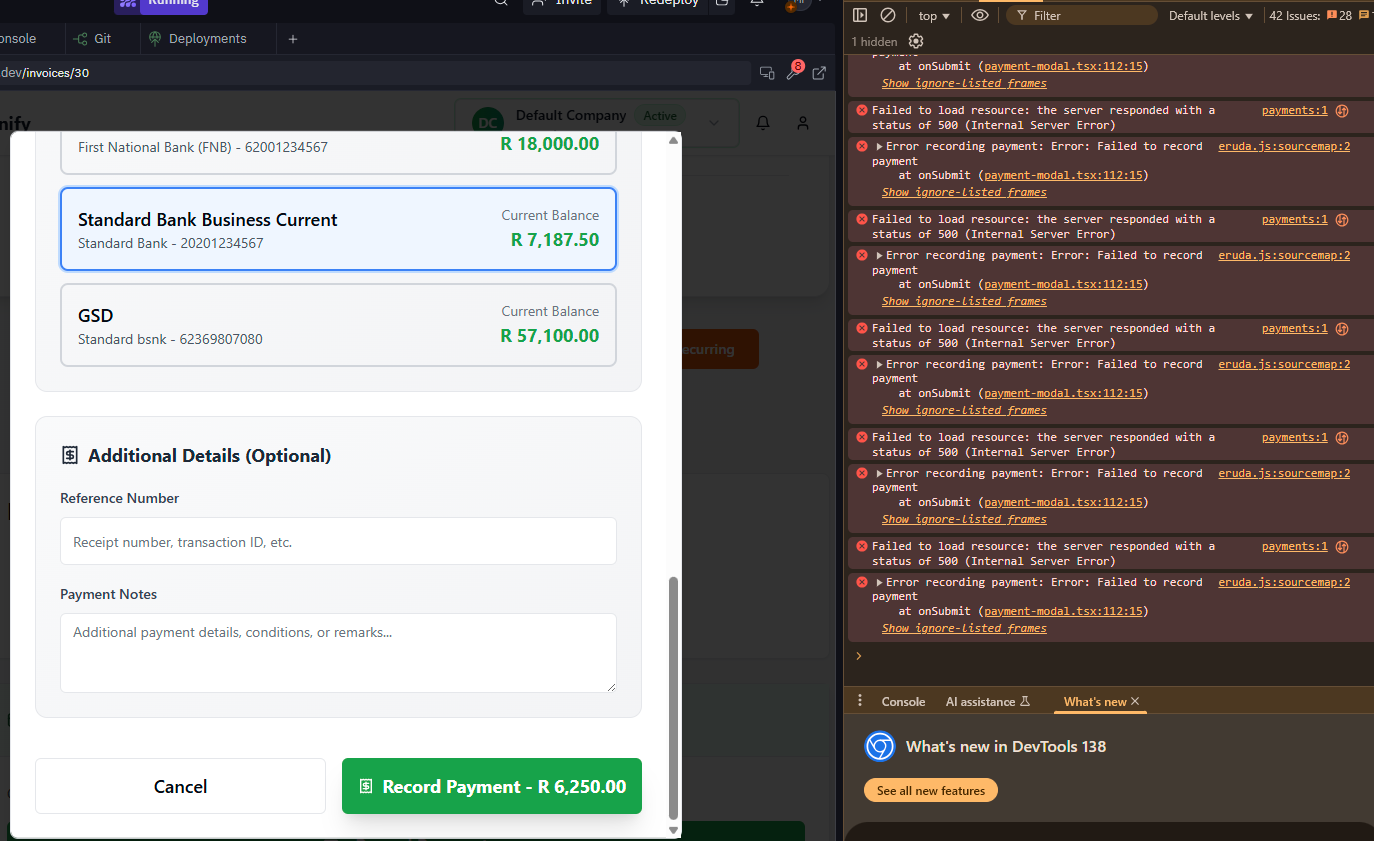 Running
Invite
Redeploy
onsole
Git
Deployments
+
dev/invoices/30
8
nify
DC
Default Company
Active
First National Bank (FNB) - 62001234567
R 18,000.00
Standard Bank Business Current
Standard Bank - 20201234567
Current Balance
R 7,187.50
GSD
Standard bsnk - 62369807080
Current Balance
R 57,100.00
ecurring
Additional Details (Optional)
Reference Number
Receipt number, transaction ID, etc.
Payment Notes
Additional payment details, conditions, or remarks...
Cancel
Record Payment - R 6,250.00
top
Filter
Default levels
42 Issues:
28
1 hidden
payment
at onSubmit (payment-modal.tsx:112:15)
Show ignore-listed frames
Failed to load resource: the server responded with a payments:1
status of 500 (Internal Server Error)
Error recording payment: Error: Failed to record eruda.js:sourcemap:2
payment
at onSubmit (payment-modal.tsx:112:15)
Show ignore-listed frames
Failed to load resource: the server responded with a payments:1
status of 500 (Internal Server Error)
Error recording payment: Error: Failed to record eruda.js:sourcemap:2
payment
at onSubmit (payment-modal.tsx:112:15)
Show ignore-listed frames
Failed to load resource: the server responded with a payments:1
status of 500 (Internal Server Error)
Error recording payment: Error: Failed to record eruda.js:sourcemap:2
payment
at onSubmit (payment-modal.tsx:112:15)
Show ignore-listed frames
Failed to load resource: the server responded with a payments:1
status of 500 (Internal Server Error)
Error recording payment: Error: Failed to record eruda.js:sourcemap:2
payment
at onSubmit (payment-modal.tsx:112:15)
Show ignore-listed frames
Failed to load resource: the server responded with a payments:1
status of 500 (Internal Server Error)
Error recording payment: Error: Failed to record eruda.js:sourcemap:2
payment
at onSubmit (payment-modal.tsx:112:15)
Show ignore-listed frames
Console
AI assistance
What's new
What's new in DevTools 138
See all new features